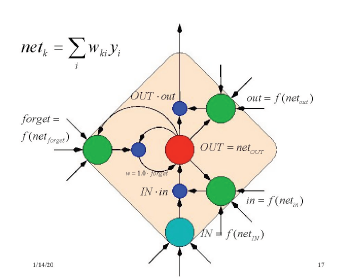 net_k = ∑_i w_ki y_i
OUT · out
out = f(net_out)
forget =
f(net_forget)
OUT = net_OUT
w = 1.0 · forget
IN · in
in = f(net_in)
IN = f(net_IN)
1/14/20
17